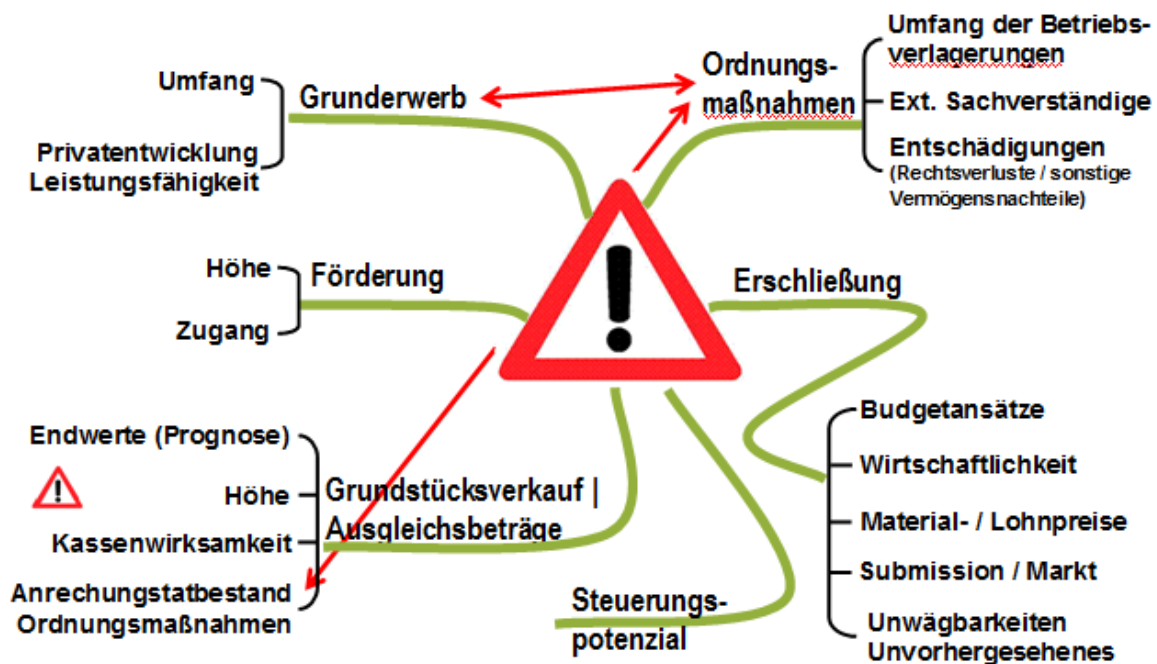 Umfang der Betriebs-
verlagerungen
Ext. Sachverständige
Entschädigungen
(Rechtsverluste / sonstige
Vermögensnachteile)
Ordnungs-
maßnahmen
Umfang
Grunderwerb
Privatentwicklung
Leistungsfähigkeit
Höhe
Förderung
Zugang
!
Erschließung
Budgetansätze
Wirtschaftlichkeit
Material- / Lohnpreise
Submission / Markt
Unwägbarkeiten
Unvorhergesehenes
Endwerte (Prognose)
!
Höhe
Grundstücksverkauf |
Ausgleichsbeträge
Kassenwirksamkeit
Anrechungstatbestand
Ordnungsmaßnahmen
Steuerungs-
potenzial